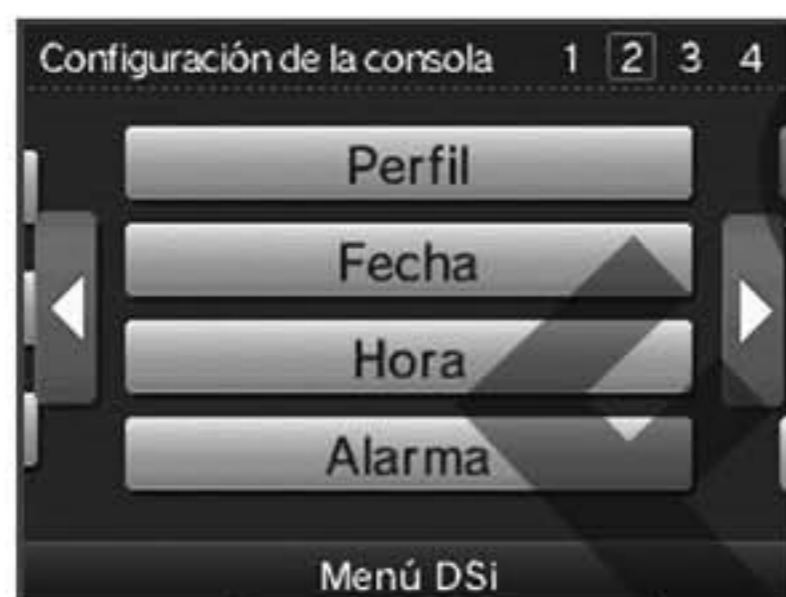 Configuración de la consola 1 2 3 4
Perfil
Fecha
Hora
Alarma
Menú DSi